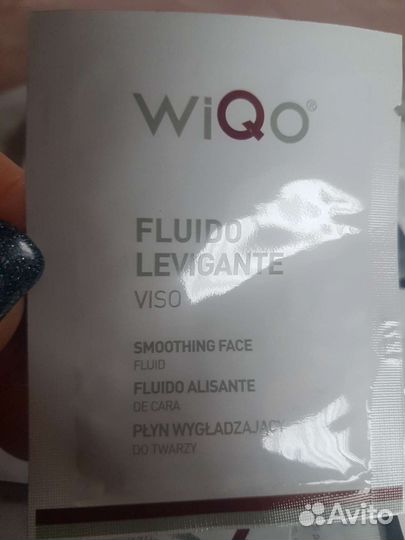 WiQo®
FLUIDO
LEVIGANTE
VISO
SMOOTHING FACE
FLUID
FLUIDO ALISANTE
DE CARA
PŁYN WYGŁADZAJĄCY
DO TWARZY
Avito